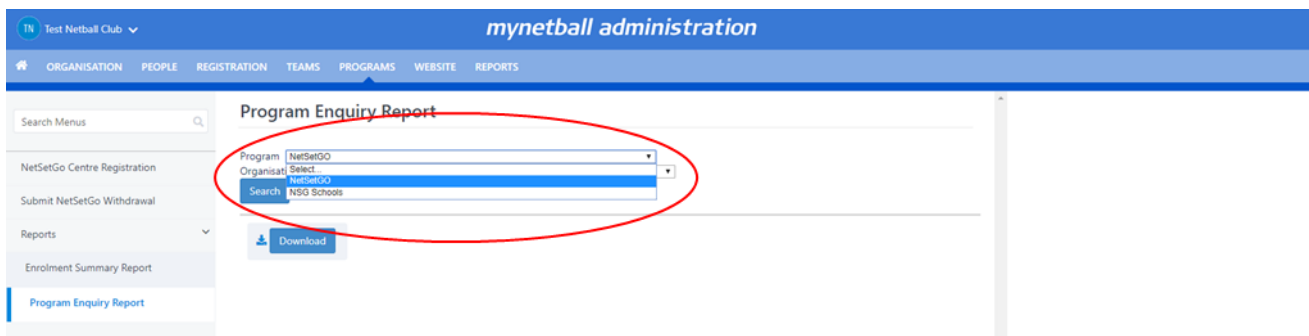 TN Test Netball Club
mynetball administration
ORGANISATION PEOPLE REGISTRATION TEAMS PROGRAMS WEBSITE REPORTS
Search Menus
NetSetGo Centre Registration
Submit NetSetGo Withdrawal
Reports
Enrolment Summary Report
Program Enquiry Report
Program Enquiry Report
Program NetSetGO
Organisati
Select...
NetSetGO
NSG Schools
Search
Download